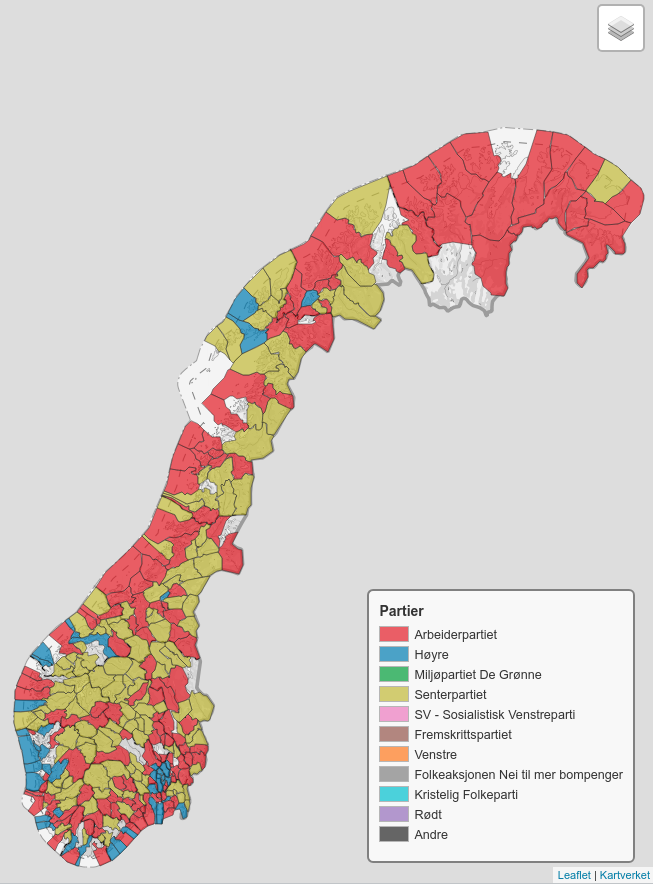 Partier
Arbeiderpartiet
Høyre
Miljøpartiet De Grønne
Senterpartiet
SV - Sosialistisk Venstreparti
Fremskrittspartiet
Venstre
Folkeaksjonen Nei til mer bompenger
Kristelig Folkeparti
Rødt
Andre
Leaflet | Kartverket